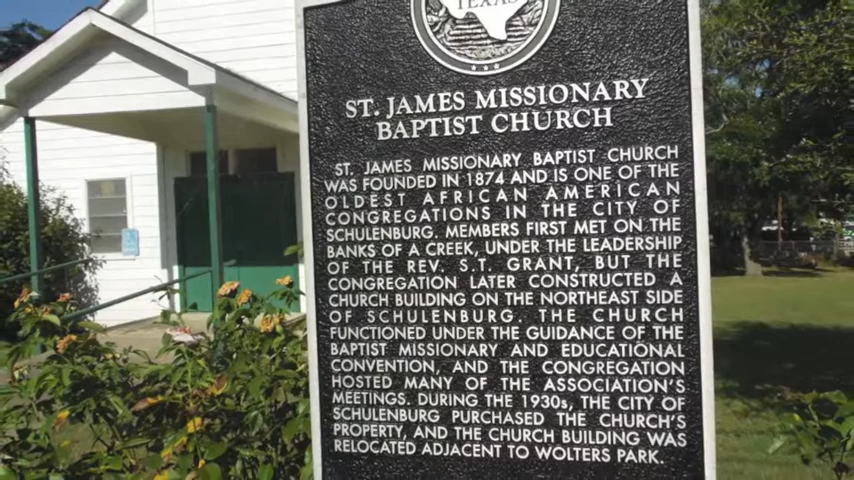 TEXAS
ST. JAMES MISSIONARY
BAPTIST CHURCH
ST. JAMES MISSIONARY BAPTIST CHURCH
WAS FOUNDED IN 1874 AND IS ONE OF THE
OLDEST AFRICAN AMERICAN
CONGREGATIONS IN THE CITY OF
SCHULENBURG. MEMBERS FIRST MET ON THE
BANKS OF A CREEK, UNDER THE LEADERSHIP
OF THE REV. S.T. GRANT, BUT THE
CONGREGATION LATER CONSTRUCTED A
CHURCH BUILDING ON THE NORTHEAST SIDE
OF SCHULENBURG. THE CHURCH
FUNCTIONED UNDER THE GUIDANCE OF THE
BAPTIST MISSIONARY AND EDUCATIONAL
CONVENTION, AND THE CONGREGATION
HOSTED MANY OF THE ASSOCIATION'S
MEETINGS. DURING THE 1930s, THE CITY OF
SCHULENBURG PURCHASED THE CHURCH'S
PROPERTY, AND THE CHURCH BUILDING WAS
RELOCATED ADJACENT TO WOLTERS PARK.